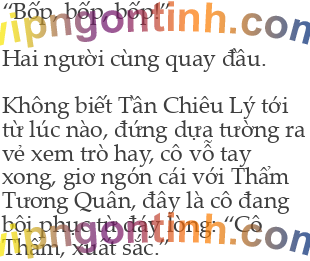 “Bốp, bốp, bốp!”
vipngontinh.com
Hai người cùng quay đầu.
Không biết Tần Chiêu Lý tới
từ lúc nào, đứng dựa tường ra
vẻ xem trò hay, cô vỗ tay
xong, giơ ngón cái với Thẩm
Tương Quân, đây là cô đang
bội phục từ đáy lòng: “Cô
Thẩm, xuất sắc.”
vipngontinh.com